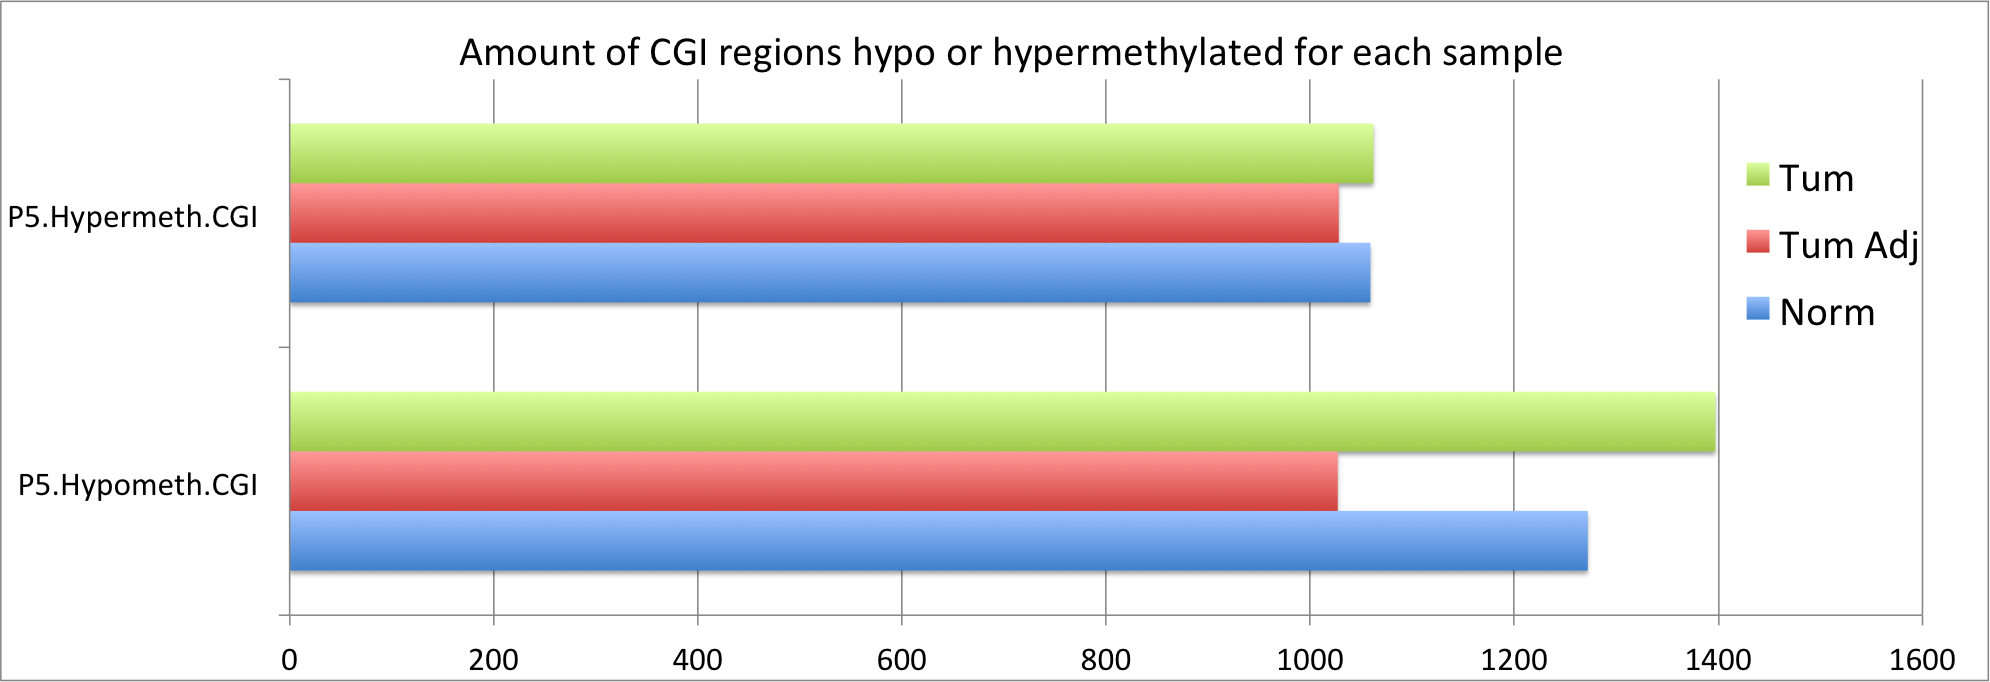 Amount of CGI regions hypo or hypermethylated for each sample
P5.Hypermeth.CGI
P5.Hypometh.CGI
Tum
Tum Adj
Norm
0 200 400 600 800 1000 1200 1400 1600